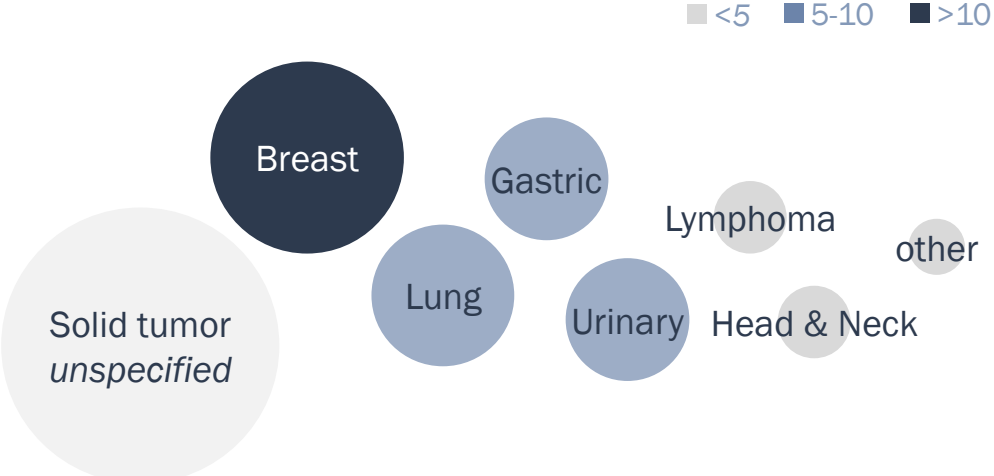 <5 5-10 >10
Breast
Gastric
Lymphoma
other
Lung
Urinary
Head & Neck
Solid tumor
unspecified